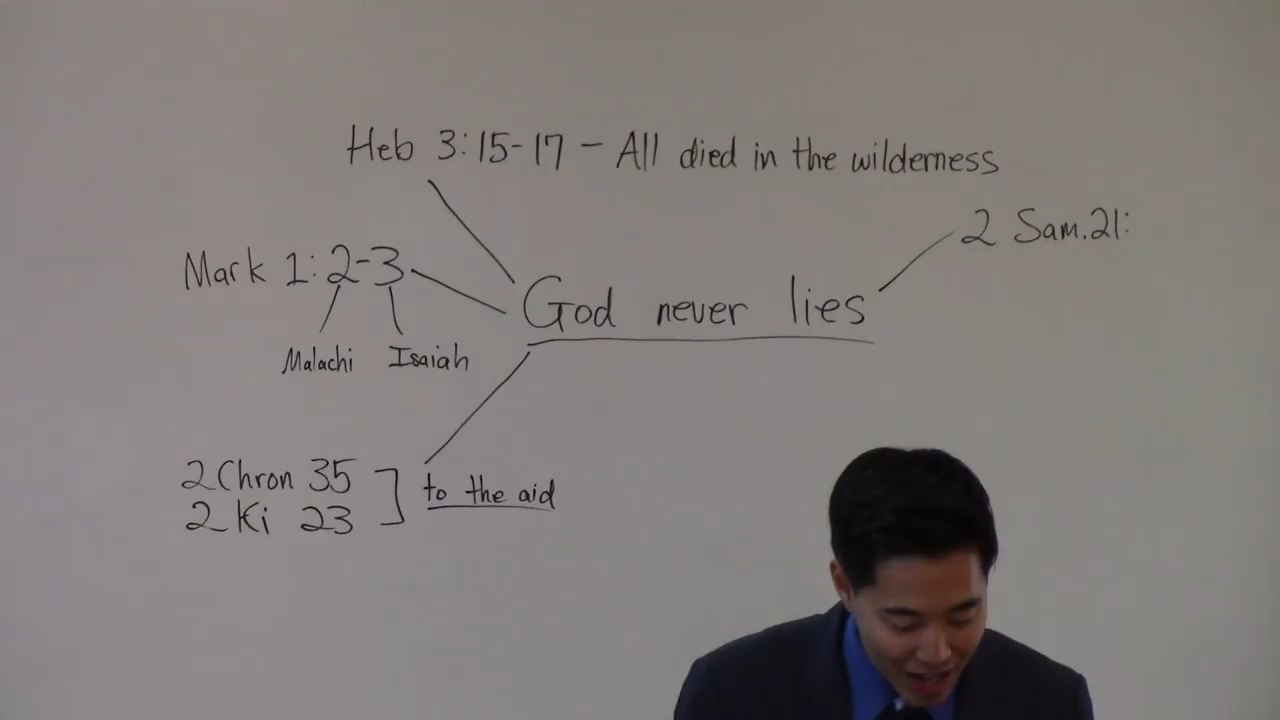 Heb 3:15-17 - All died in the wilderness
2 Sam.21:
Mark 1:2-3
God never lies
Malachi Isaiah
2 Chron 35
to the aid
2 Ki 23